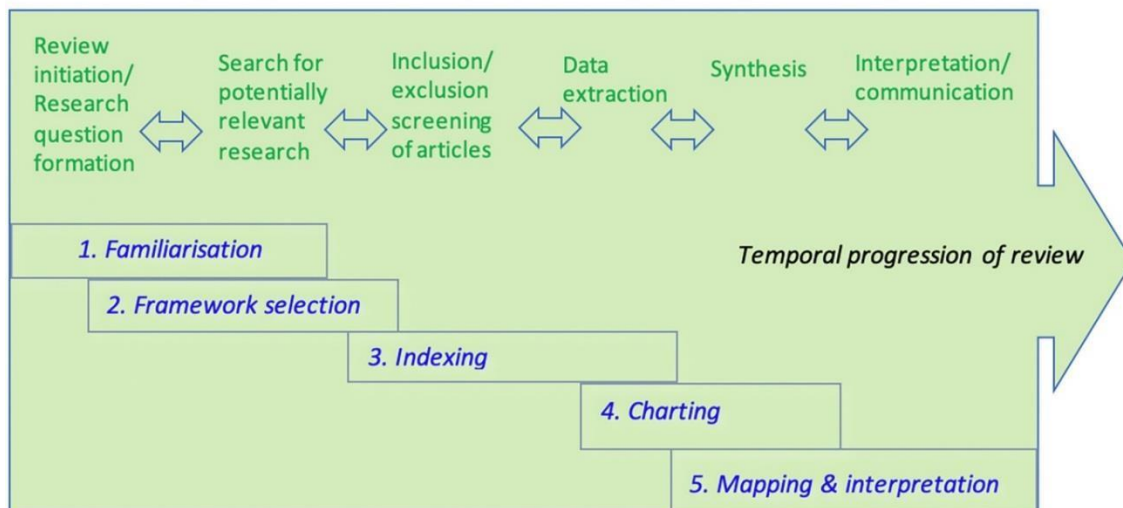 Review
initiation/
Research
question
formation
Search for
potentially
relevant
research
Inclusion/
exclusion
screening
of articles
Data
extraction
Synthesis
Interpretation/
communication
1. Familiarisation
Temporal progression of review
2. Framework selection
3. Indexing
4. Charting
5. Mapping & interpretation